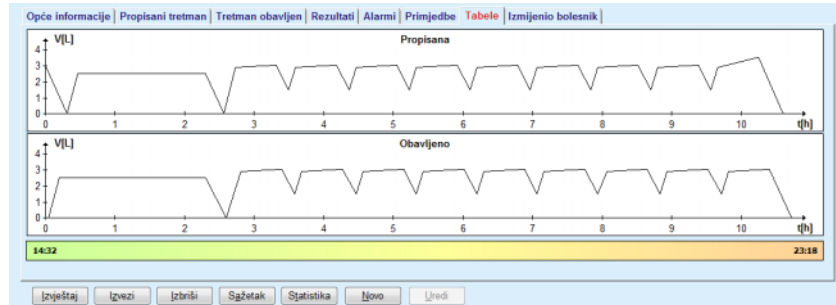 Opće informacije Propisani tretman Tretman obavljen Rezultati Alarmi Primjedbe Tabele Izmijenio bolesnik
V[L] Propisana
4
3
2
1
0
0 1 2 3 4 5 6 7 8 9 10 t[h]
V[L] Obavljeno
4
3
2
1
0
0 1 2 3 4 5 6 7 8 9 10 t[h]
14:32 23:18
Izvještaj Izvezi Izbriši Sažetak Statistika Novo Uredi